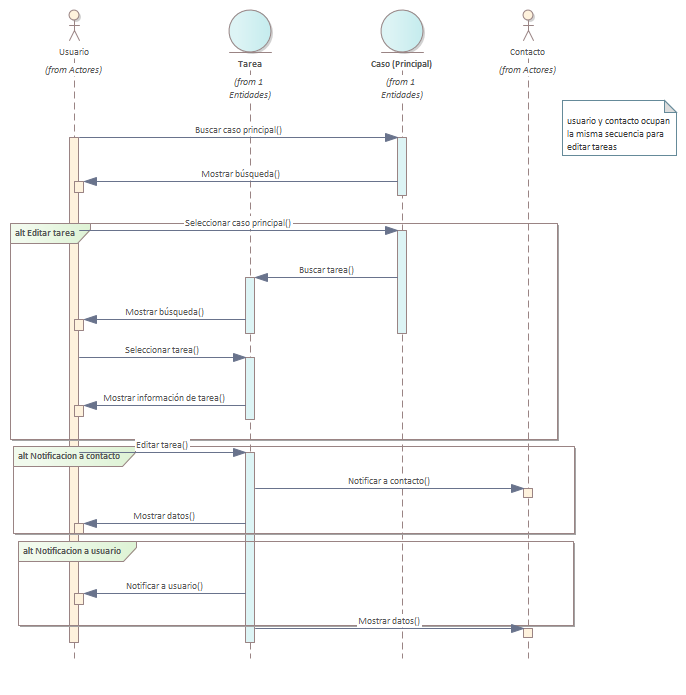 Usuario
(from Actores)
Tarea
(from 1
Entidades)
Caso (Principal)
(from 1
Entidades)
Contacto
(from Actores)
usuario y contacto ocupan
la misma secuencia para
editar tareas
Buscar caso principal()
Mostrar búsqueda()
alt Editar tarea
Seleccionar caso principal()
Buscar tarea()
Mostrar búsqueda()
Seleccionar tarea()
Mostrar información de tarea()
Editar tarea()
alt Notificacion a contacto
Notificar a contacto()
Mostrar datos()
alt Notificacion a usuario
Notificar a usuario()
Mostrar datos()